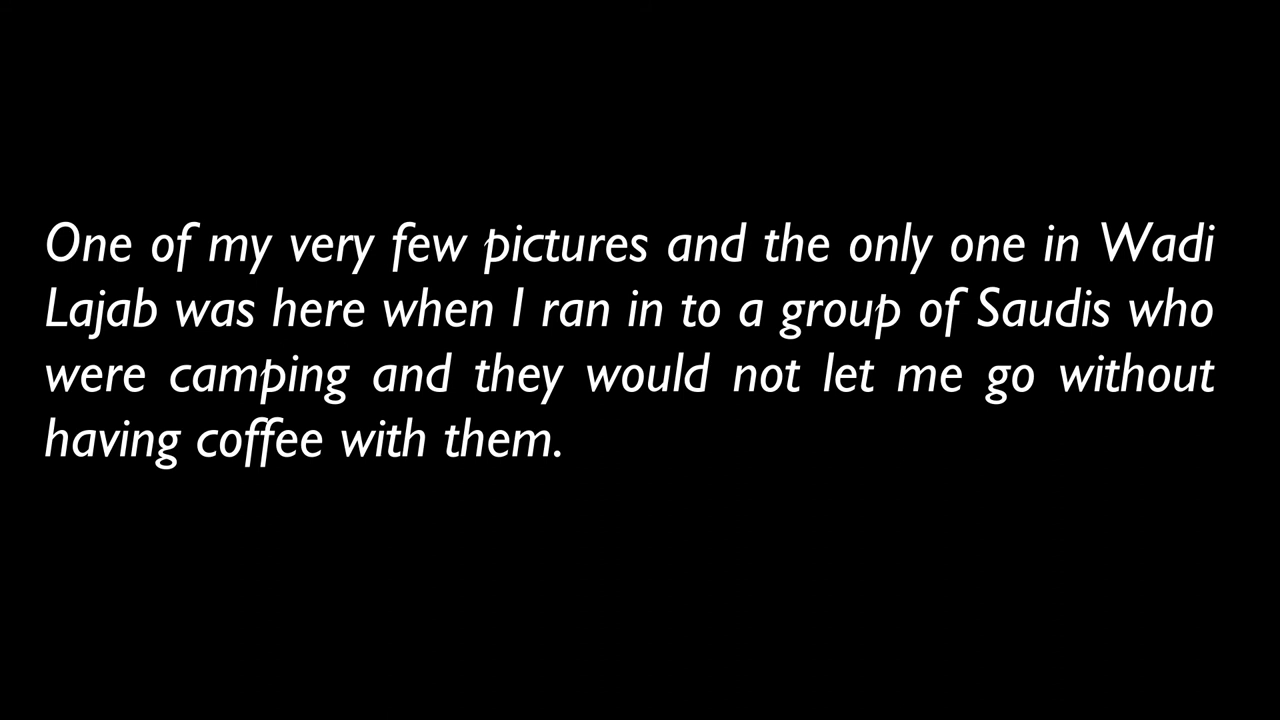 One of my very few pictures and the only one in Wadi
Lajab was here when I ran in to a group of Saudis who
were camping and they would not let me go without
having coffee with them.